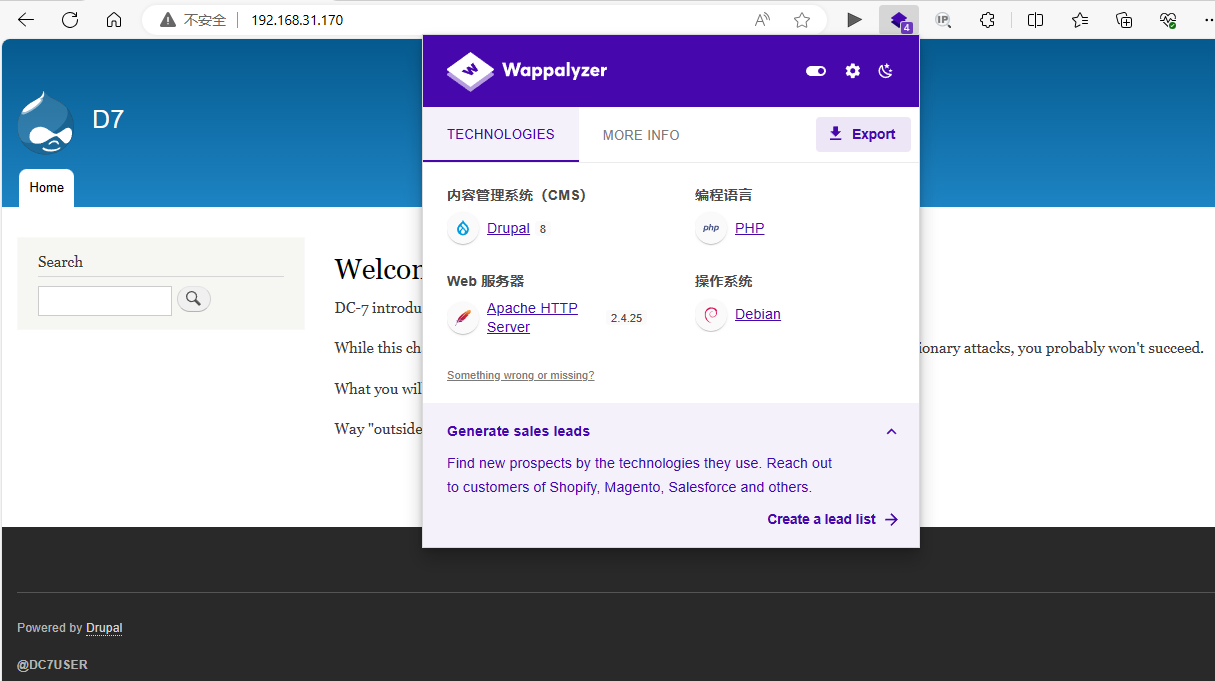 不安全
192.168.31.170
4
IP
D7
Home
Wappalyzer
TECHNOLOGIES
MORE INFO
Export
内容管理系统（CMS）
编程语言
Drupal 8
php PHP
Web 服务器
操作系统
Apache HTTP
Server
2.4.25
Debian
Something wrong or missing?
Generate sales leads
Find new prospects by the technologies they use. Reach out
to customers of Shopify, Magento, Salesforce and others.
Create a lead list
Search
Welcon
DC-7 introdu
While this ch
ionary attacks, you probably won't succeed.
What you wil
Way "outside
Powered by Drupal
@DC7USER